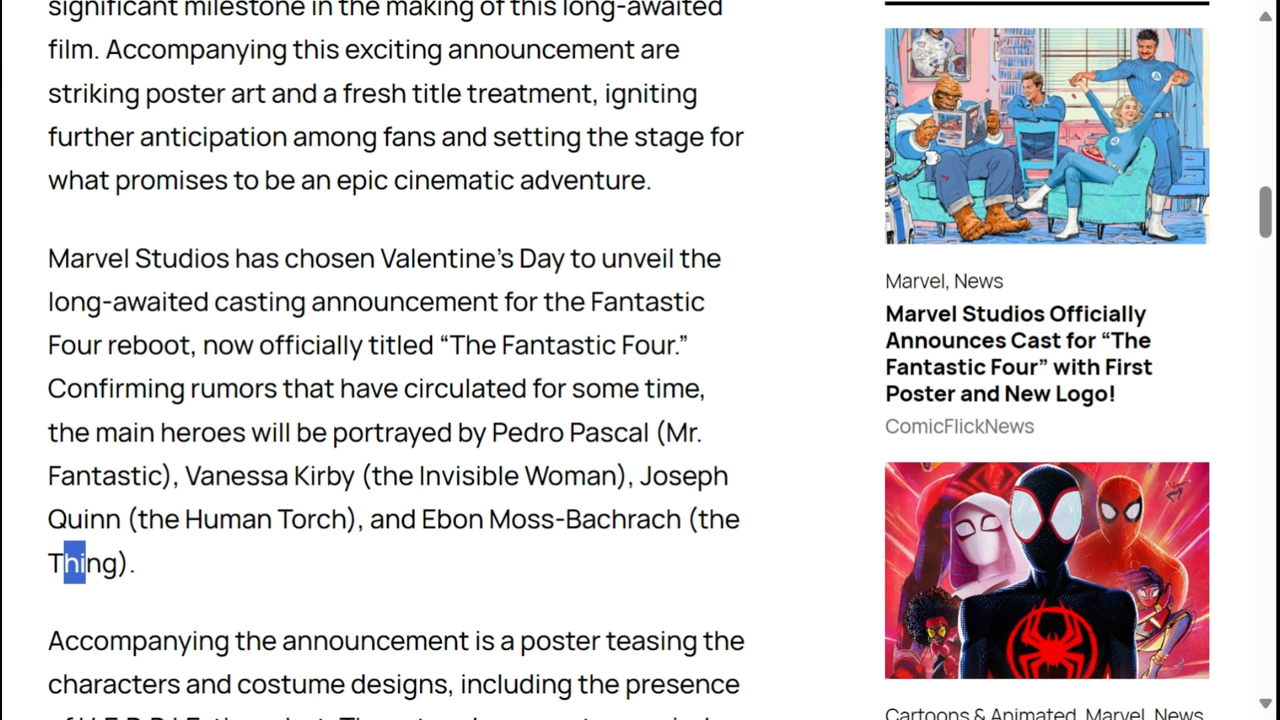 significant milestone in the making of this long-awaited
film. Accompanying this exciting announcement are
striking poster art and a fresh title treatment, igniting
further anticipation among fans and setting the stage for
what promises to be an epic cinematic adventure.
Marvel Studios has chosen Valentine’s Day to unveil the
long-awaited casting announcement for the Fantastic
Four reboot, now officially titled “The Fantastic Four.”
Confirming rumors that have circulated for some time,
the main heroes will be portrayed by Pedro Pascal (Mr.
Fantastic), Vanessa Kirby (the Invisible Woman), Joseph
Quinn (the Human Torch), and Ebon Moss-Bachrach (the
Thing).
Accompanying the announcement is a poster teasing the
characters and costume designs, including the presence
Marvel, News
Marvel Studios Officially
Announces Cast for “The
Fantastic Four” with First
Poster and New Logo!
ComicFlickNews
Cartoons & Animated, Marvel, News